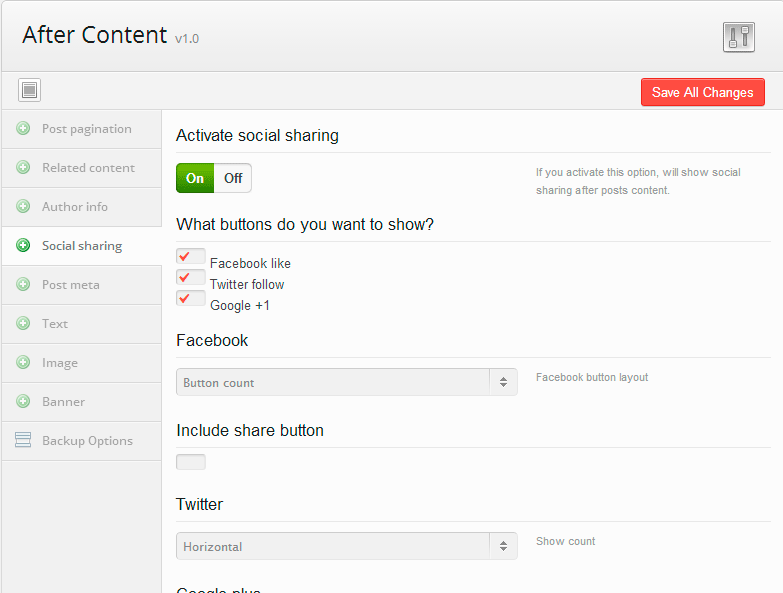 After Content v1.0
Save All Changes
Post pagination
Related content
Author info
Social sharing
Post meta
Text
Image
Banner
Backup Options
Activate social sharing
On Off
If you activate this option, will show social
sharing after posts content.
What buttons do you want to show?
Facebook like
Twitter follow
Google +1
Facebook
Button count
Facebook button layout
Include share button
Twitter
Horizontal
Show count
Google plus